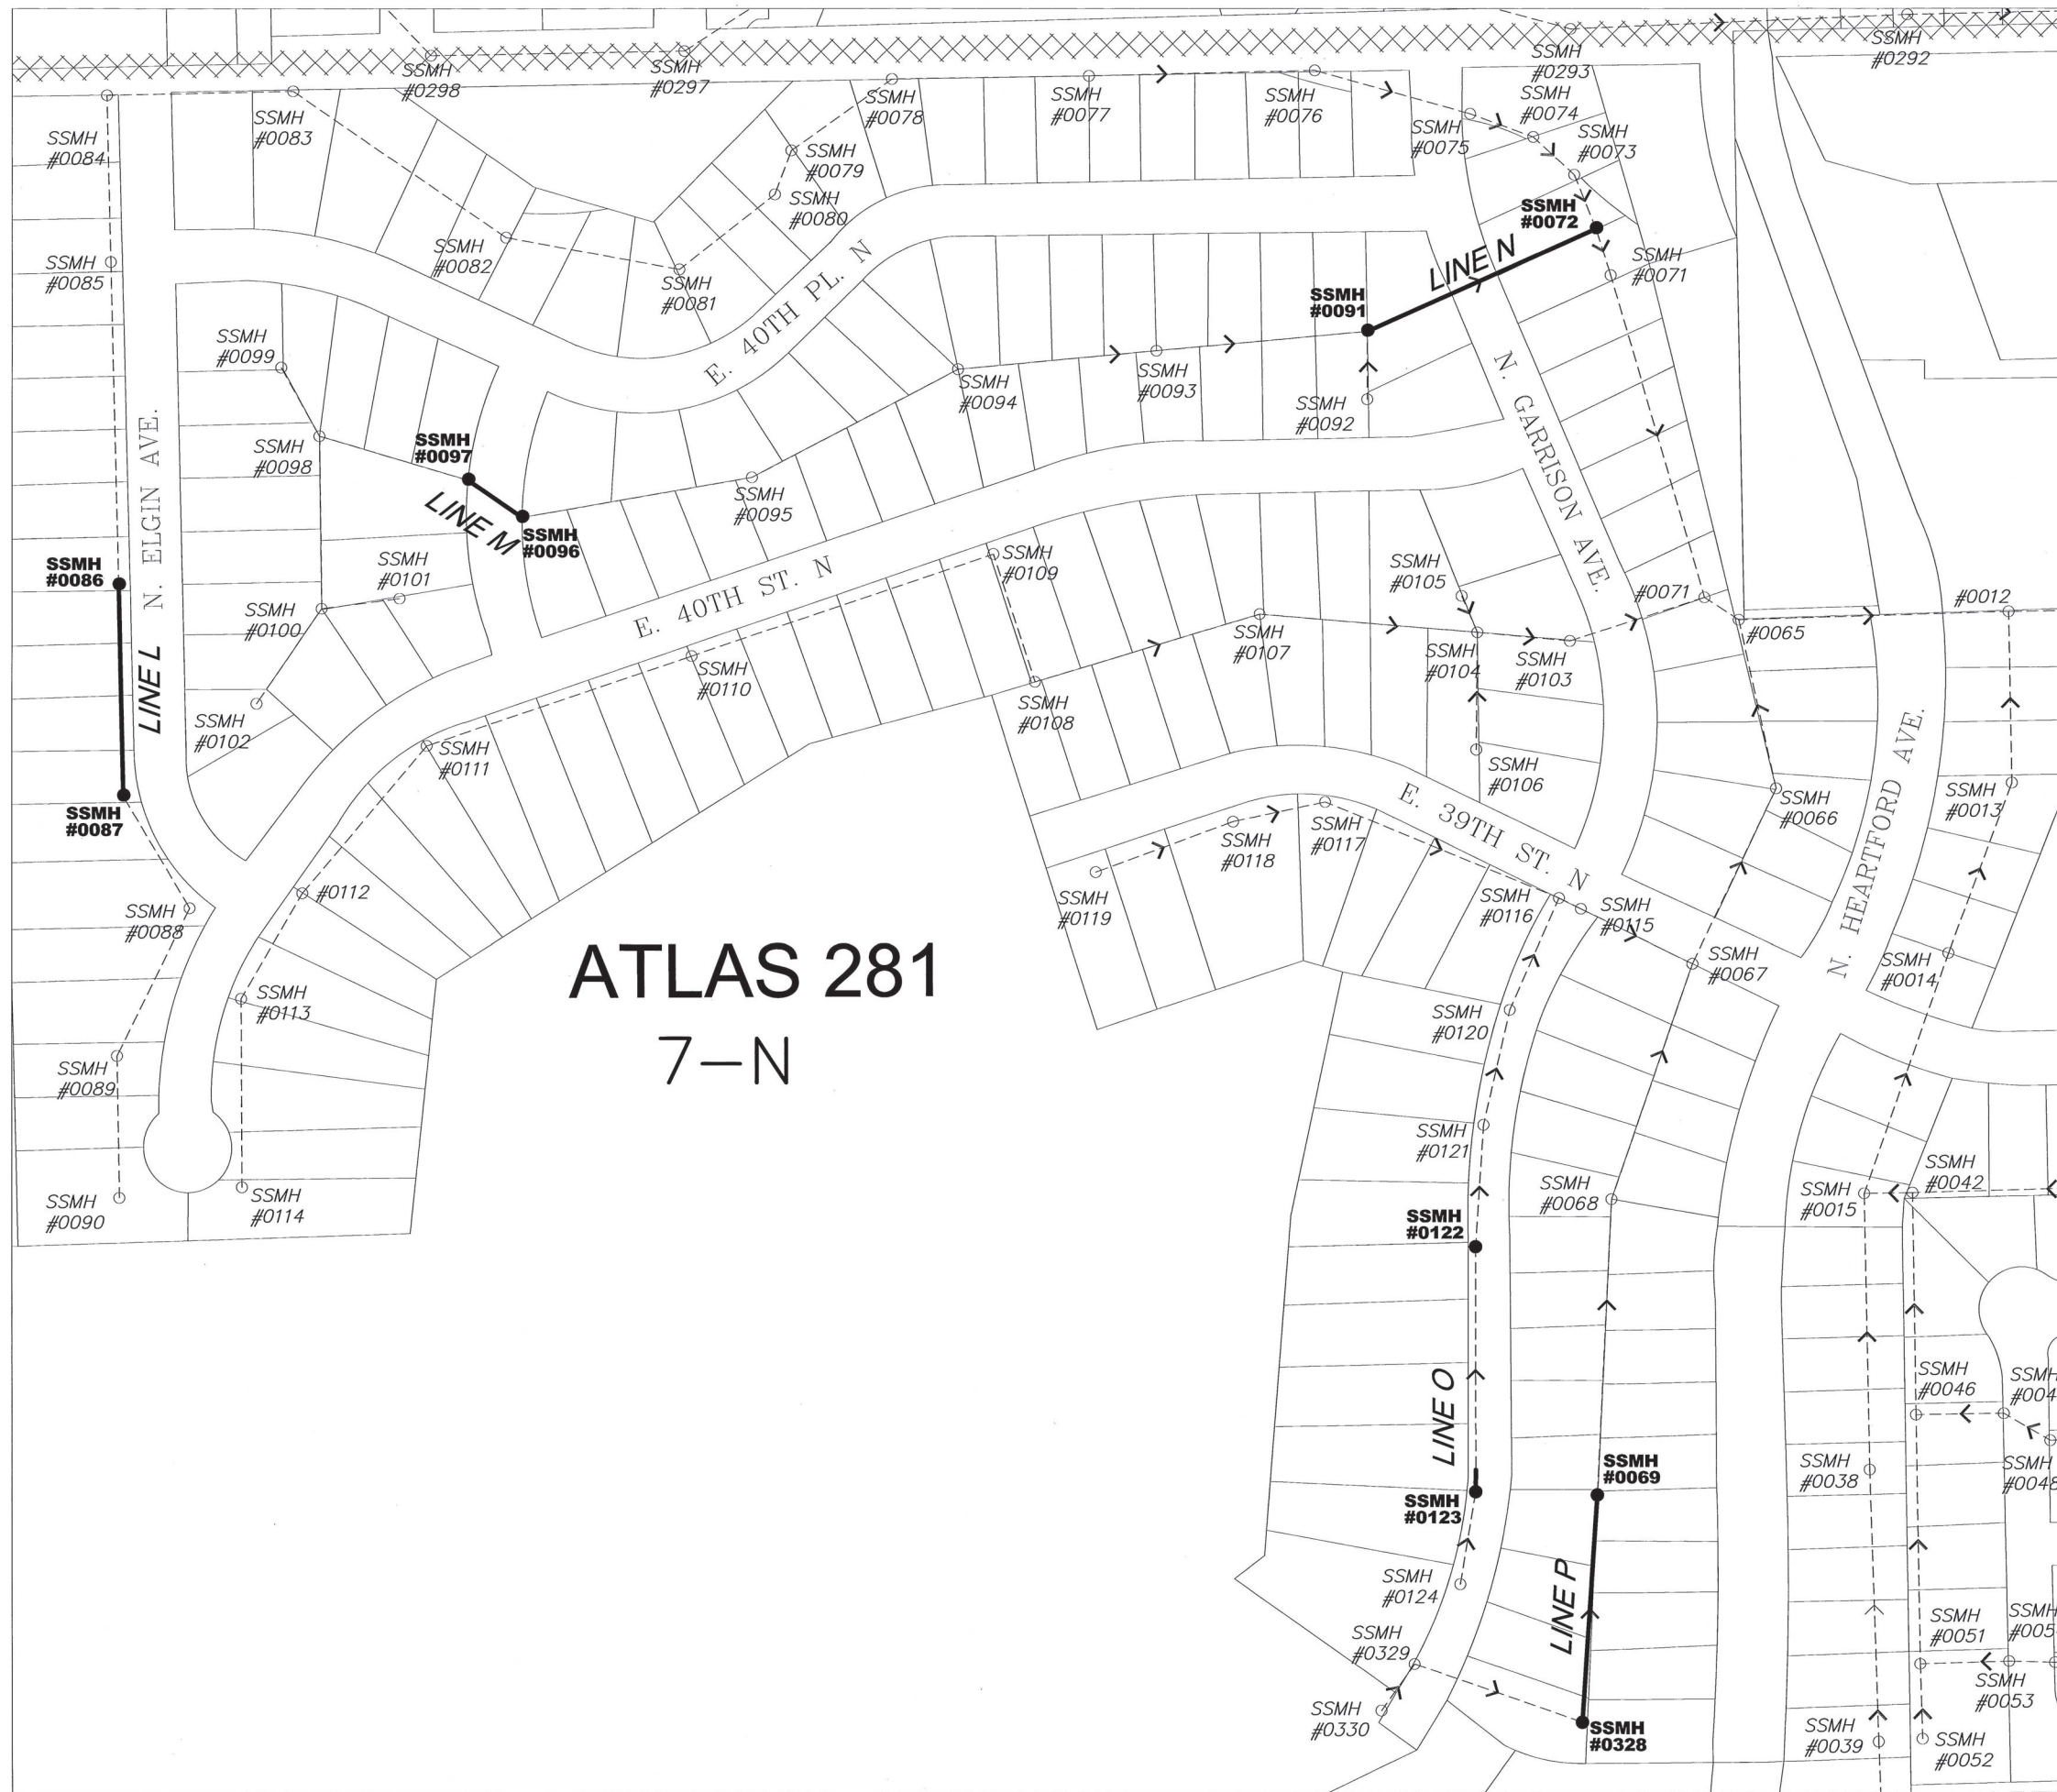 SSMH
#0298
SSMH
#0297
SSMH
#0293
SSMH
#0292
SSMH
#0084
SSMH
#0083
SSMH
#0078
SSMH
#0077
SSMH
#0076
SSMH
#0075
SSMH
#0074
SSMH
#0073
SSMH
#0079
SSMH
#0080
SSMH
#0072
SSMH
#0085
SSMH
#0082
SSMH
#0081
E. 40TH PL. N
LINE N
SSMH
#0071
SSMH
#0091
SSMH
#0099
SSMH
#0094
SSMH
#0093
SSMH
#0092
N. GARRISON AVE.
N. ELGIN AVE.
SSMH
#0098
SSMH
#0097
LINE M
SSMH
#0096
SSMH
#0095
SSMH
#0086
SSMH
#0101
SSMH
#0100
E. 40TH ST. N
SSMH
#0109
SSMH
#0105
#0071
#0012
#0065
SSMH
#0107
SSMH
#0104
SSMH
#0103
LINE L
SSMH
#0102
SSMH
#0110
SSMH
#0108
SSMH
#0111
SSMH
#0106
SSMH
#0087
SSMH
#0066
SSMH
#0013
E. 39TH ST. N
N. HEARTFORD AVE.
SSMH
#0118
SSMH
#0117
SSMH
#0119
SSMH
#0116
SSMH
#0115
SSMH
#0067
SSMH
#0014
#0112
SSMH
#0088
SSMH
#0113
ATLAS 281
7-N
SSMH
#0120
SSMH
#0089
SSMH
#0121
SSMH
#0090
SSMH
#0114
SSMH
#0068
SSMH
#0015
SSMH
#0042
SSMH
#0122
LINE O
SSMH
#0046
SSMH
#004
SSMH
#0069
SSMH
#0038
SSMH
#0048
SSMH
#0123
SSMH
#0124
LINE P
SSMH
#0329
SSMH
#0051
SSMH
#005
SSMH
#0053
SSMH
#0330
SSMH
#0328
SSMH
#0039
SSMH
#0052